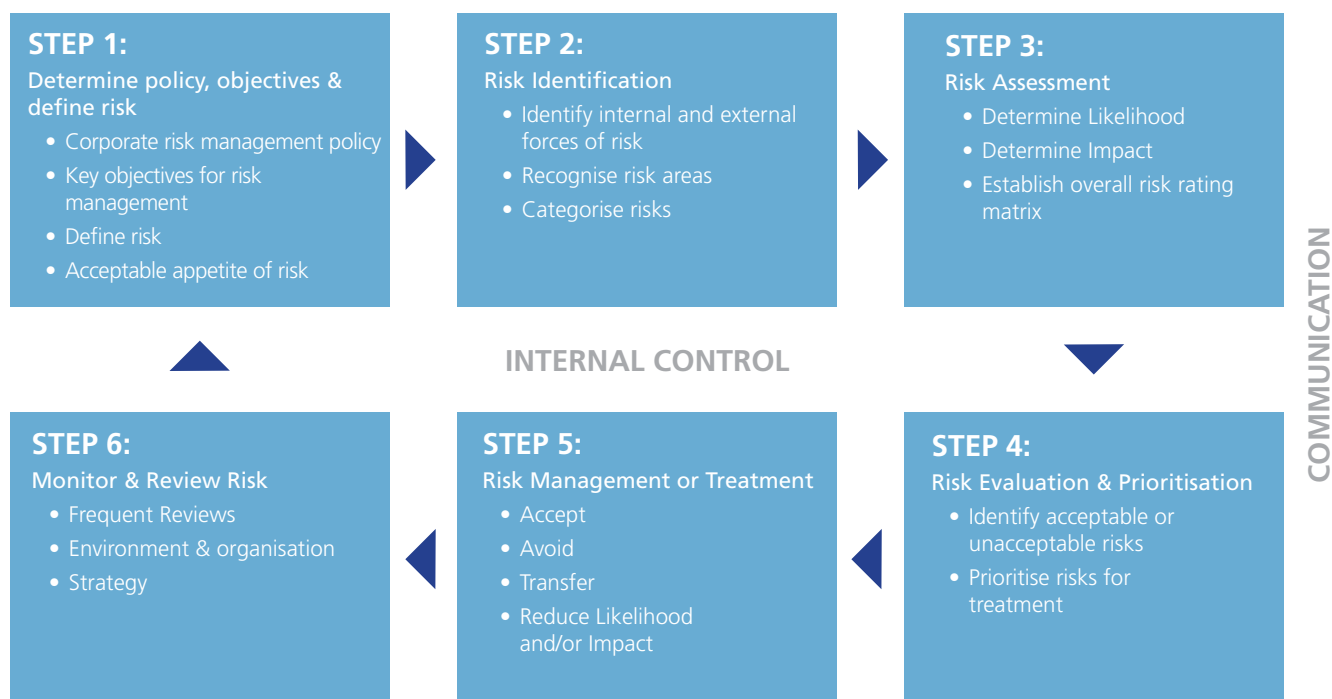 STEP 1:
Determine policy, objectives &
define risk
• Corporate risk management policy
• Key objectives for risk
management
• Define risk
• Acceptable appetite of risk
STEP 2:
Risk Identification
• Identify internal and external
forces of risk
• Recognise risk areas
• Categorise risks
STEP 3:
Risk Assessment
• Determine Likelihood
• Determine Impact
• Establish overall risk rating
matrix
INTERNAL CONTROL
COMMUNICATION
STEP 4:
Risk Evaluation & Prioritisation
• Identify acceptable or
unacceptable risks
• Prioritise risks for
treatment
STEP 5:
Risk Management or Treatment
• Accept
• Avoid
• Transfer
• Reduce Likelihood
and/or Impact
STEP 6:
Monitor & Review Risk
• Frequent Reviews
• Environment & organisation
• Strategy